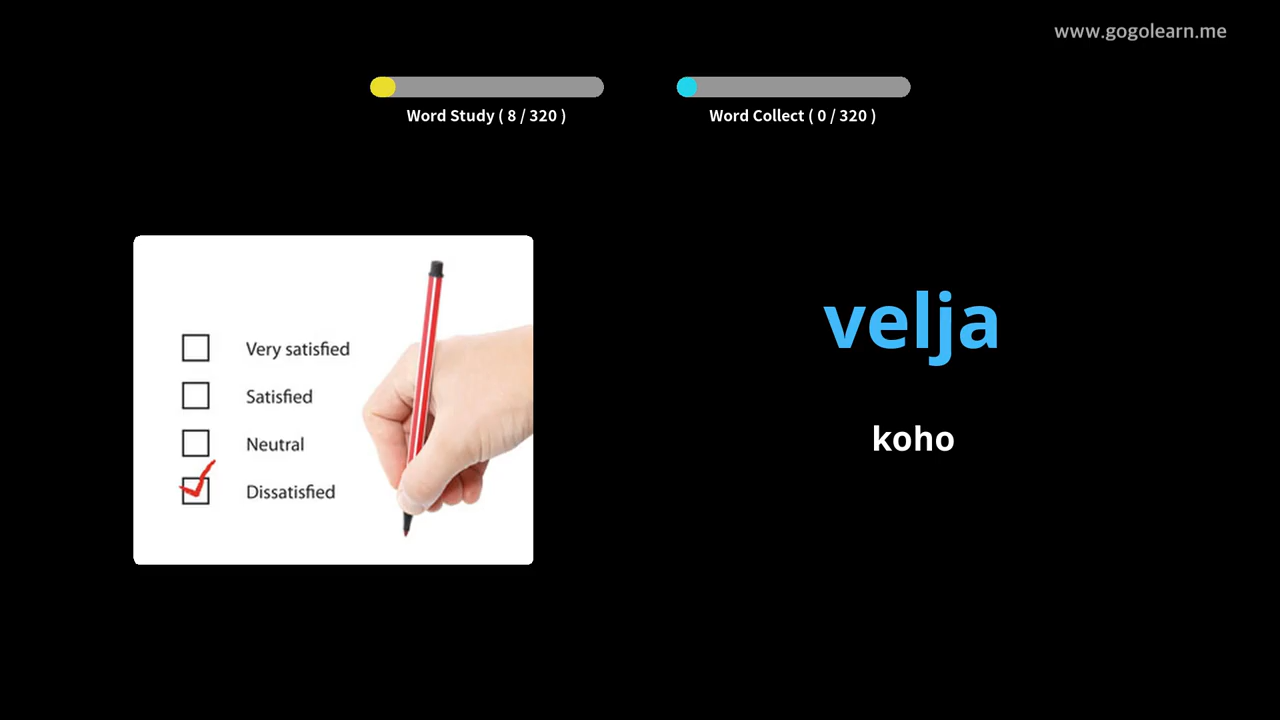 www.gogolearn.me
Word Study ( 8 / 320 )
Word Collect ( 0 / 320 )
Very satisfied
Satisfied
Neutral
Dissatisfied
velja
koho